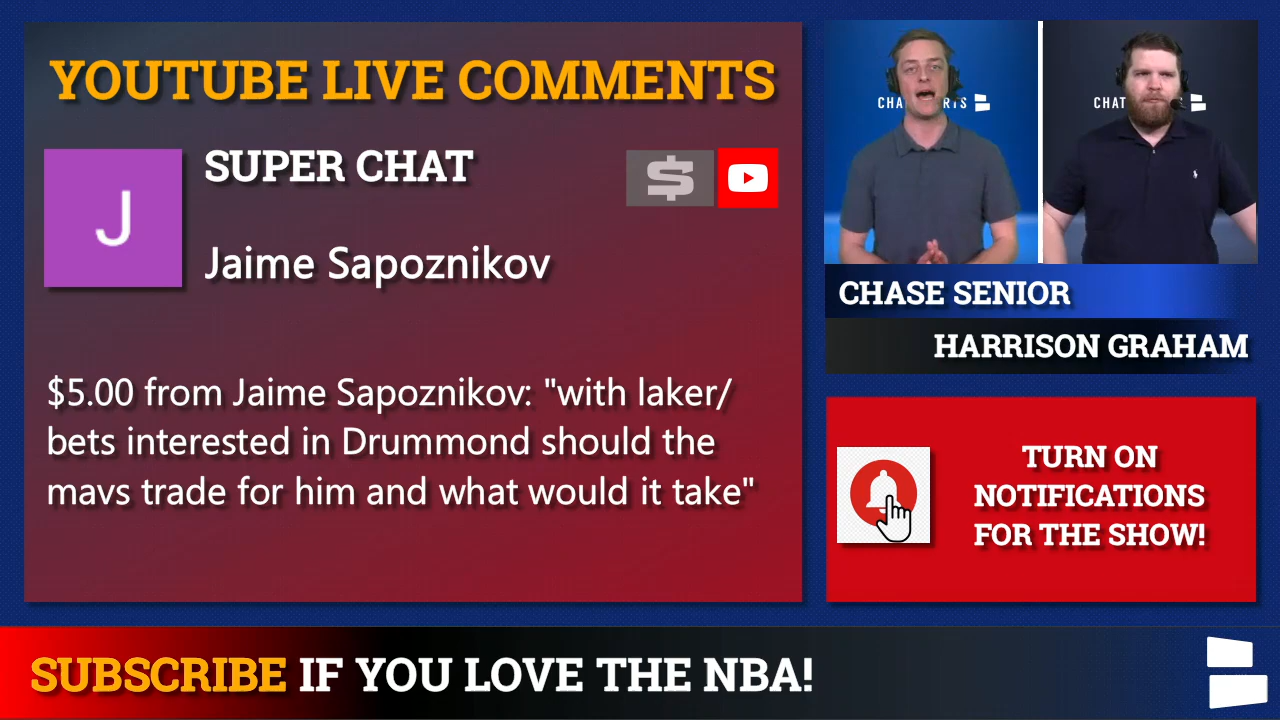 YOUTUBE LIVE COMMENTS
J
SUPER CHAT
$
Jaime Sapoznikov
$5.00 from Jaime Sapoznikov: "with laker/
bets interested in Drummond should the
mavs trade for him and what would it take"
CHASE SENIOR
HARRISON GRAHAM
TURN ON
NOTIFICATIONS
FOR THE SHOW!
SUBSCRIBE IF YOU LOVE THE NBA!